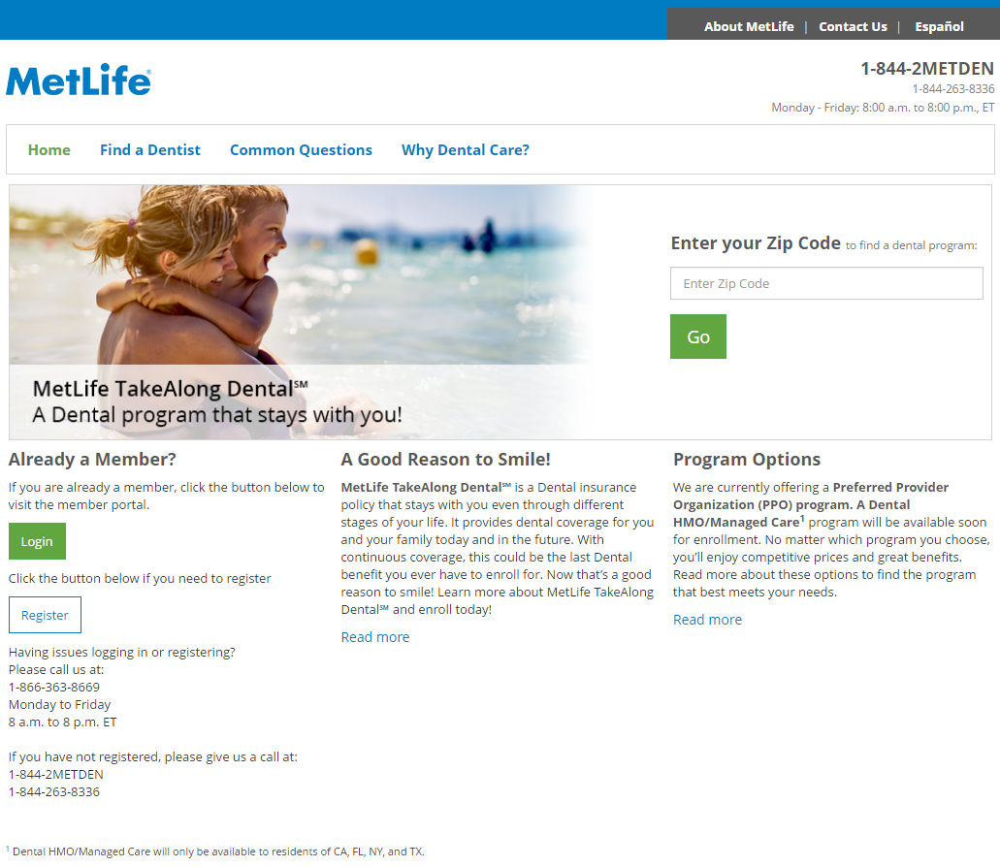 About MetLife | Contact Us | Español
MetLife®
1-844-2METDEN
1-844-263-8336
Monday - Friday: 8:00 a.m. to 8:00 p.m., ET
Home Find a Dentist Common Questions Why Dental Care?
Enter your Zip Code to find a dental program:
Enter Zip Code
Go
MetLife TakeAlong Dental℠
A Dental program that stays with you!
Already a Member?
If you are already a member, click the button below to
visit the member portal.
Login
Click the button below if you need to register
Register
Having issues logging in or registering?
Please call us at:
1-866-363-8669
Monday to Friday
8 a.m. to 8 p.m. ET
If you have not registered, please give us a call at:
1-844-2METDEN
1-844-263-8336
A Good Reason to Smile!
MetLife TakeAlong Dental℠ is a Dental insurance
policy that stays with you even through different
stages of your life. It provides dental coverage for you
and your family today and in the future. With
continuous coverage, this could be the last Dental
benefit you ever have to enroll for. Now that’s a good
reason to smile! Learn more about MetLife TakeAlong
Dental℠ and enroll today!
Read more
Program Options
We are currently offering a Preferred Provider
Organization (PPO) program. A Dental
HMO/Managed Care¹ program will be available soon
for enrollment. No matter which program you choose,
you’ll enjoy competitive prices and great benefits.
Read more about these options to find the program
that best meets your needs.
Read more
¹ Dental HMO/Managed Care will only be available to residents of CA, FL, NY, and TX.